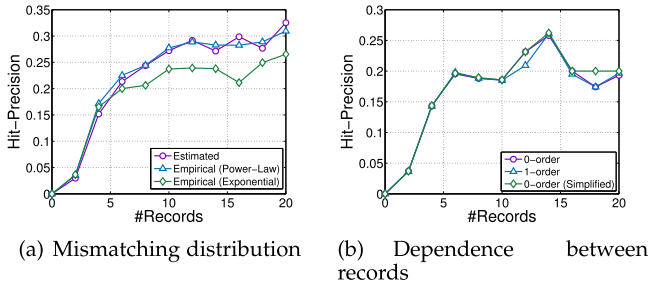 0.35
0.3
0.25
0.2
0.15
0.1
0.05
0
Hit-Precision
0 5 10 15 20
#Records
Estimated
Empirical (Power-Law)
Empirical (Exponential)
(a) Mismatching distribution
0.3
0.25
0.2
0.15
0.1
0.05
0
Hit-Precision
0 5 10 15 20
#Records
0-order
1-order
0-order (Simplified)
(b) Dependence between
records